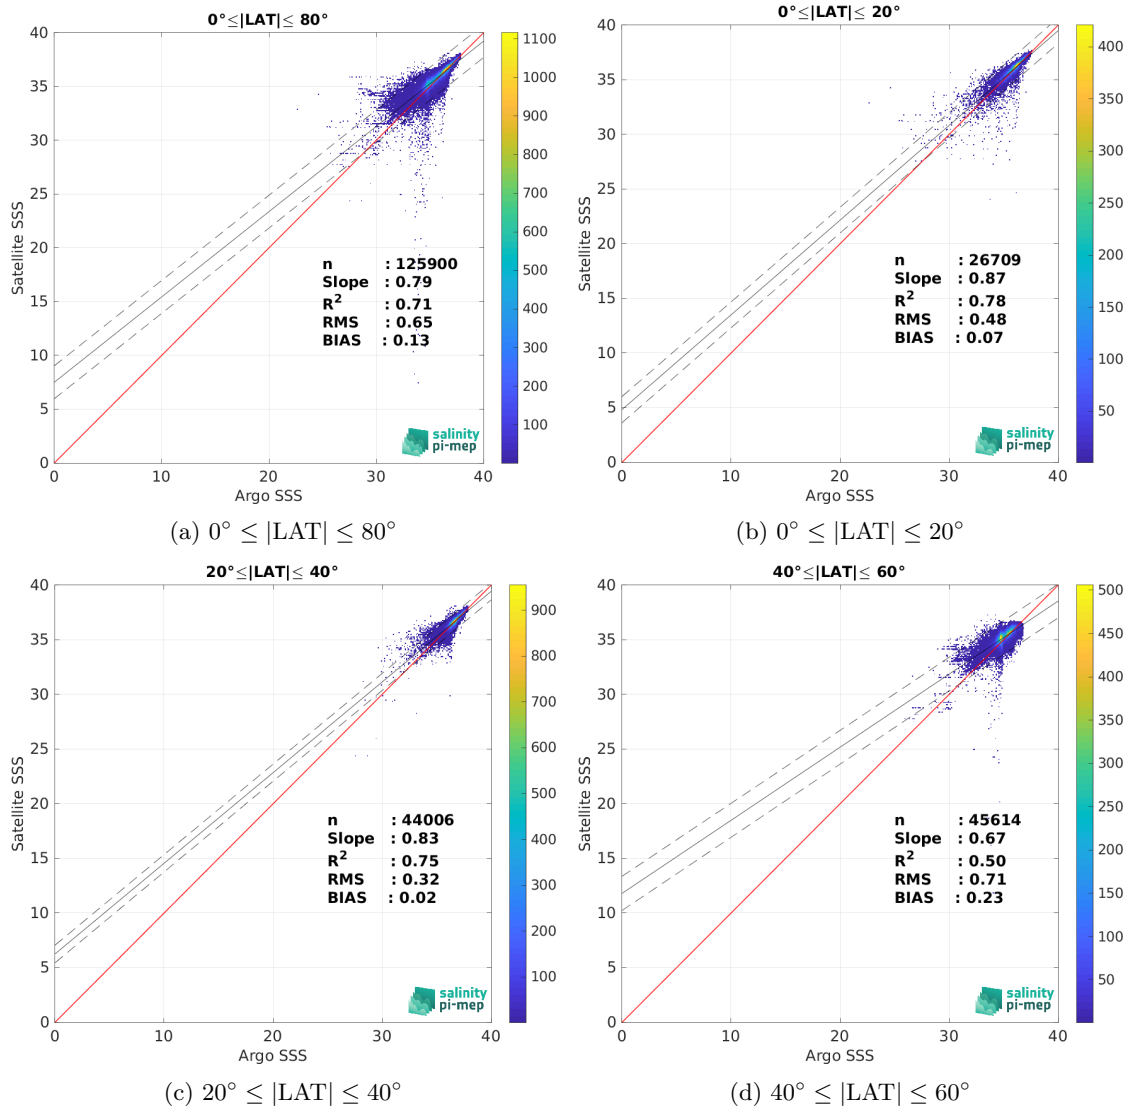 0°≤|LAT|≤ 80°
40
35
30
25
20
15
10
5
0
Satellite SSS
0
10
20
30
40
Argo SSS
1100
1000
900
800
700
600
500
400
300
200
100
n : 125900
Slope : 0.79
R² : 0.71
RMS : 0.65
BIAS : 0.13
salinity
pi-mep
(a) 0° ≤ |LAT| ≤ 80°
0°≤|LAT|≤ 20°
40
35
30
25
20
15
10
5
0
Satellite SSS
0
10
20
30
40
Argo SSS
400
350
300
250
200
150
100
50
n : 26709
Slope : 0.87
R² : 0.78
RMS : 0.48
BIAS : 0.07
salinity
pi-mep
(b) 0° ≤ |LAT| ≤ 20°
20°≤|LAT|≤ 40°
40
35
30
25
20
15
10
5
0
Satellite SSS
0
10
20
30
40
Argo SSS
900
800
700
600
500
400
300
200
100
n : 44006
Slope : 0.83
R² : 0.75
RMS : 0.32
BIAS : 0.02
salinity
pi-mep
(c) 20° ≤ |LAT| ≤ 40°
40°≤|LAT|≤ 60°
40
35
30
25
20
15
10
5
0
Satellite SSS
0
10
20
30
40
Argo SSS
500
450
400
350
300
250
200
150
100
50
n : 45614
Slope : 0.67
R² : 0.50
RMS : 0.71
BIAS : 0.23
salinity
pi-mep
(d) 40° ≤ |LAT| ≤ 60°